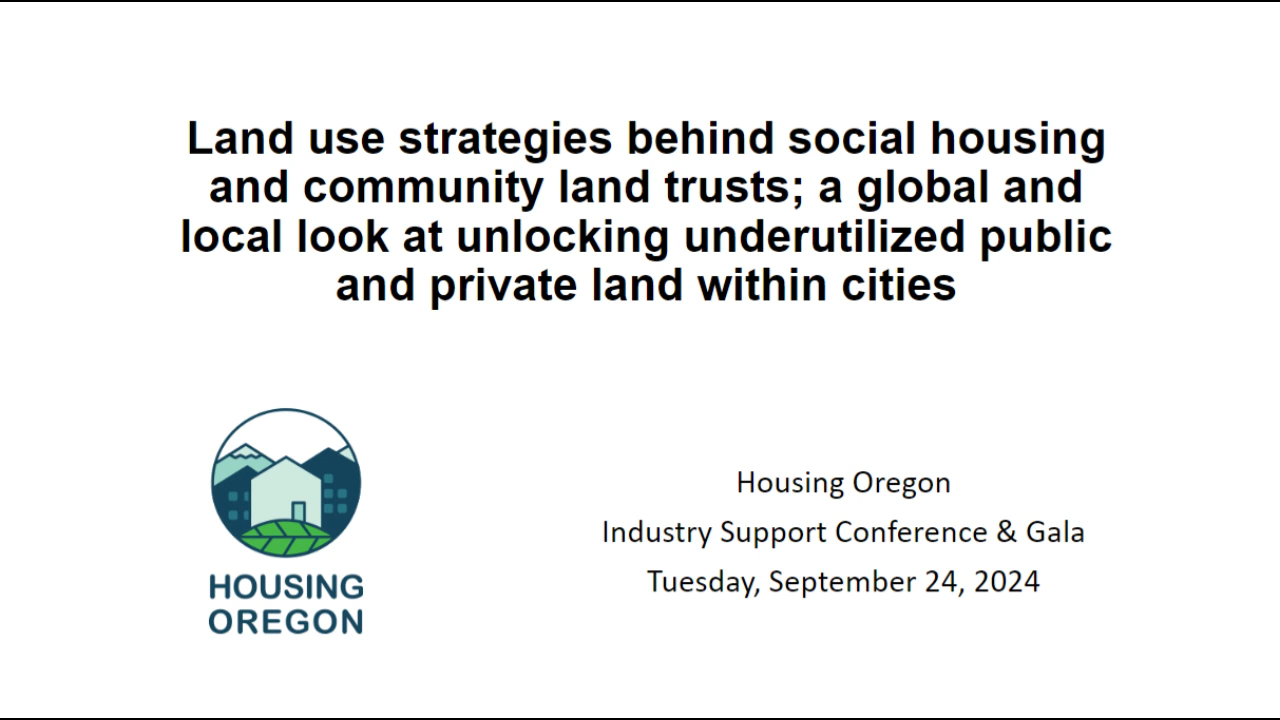 Land use strategies behind social housing
and community land trusts; a global and
local look at unlocking underutilized public
and private land within cities
HOUSING
OREGON
Housing Oregon
Industry Support Conference & Gala
Tuesday, September 24, 2024